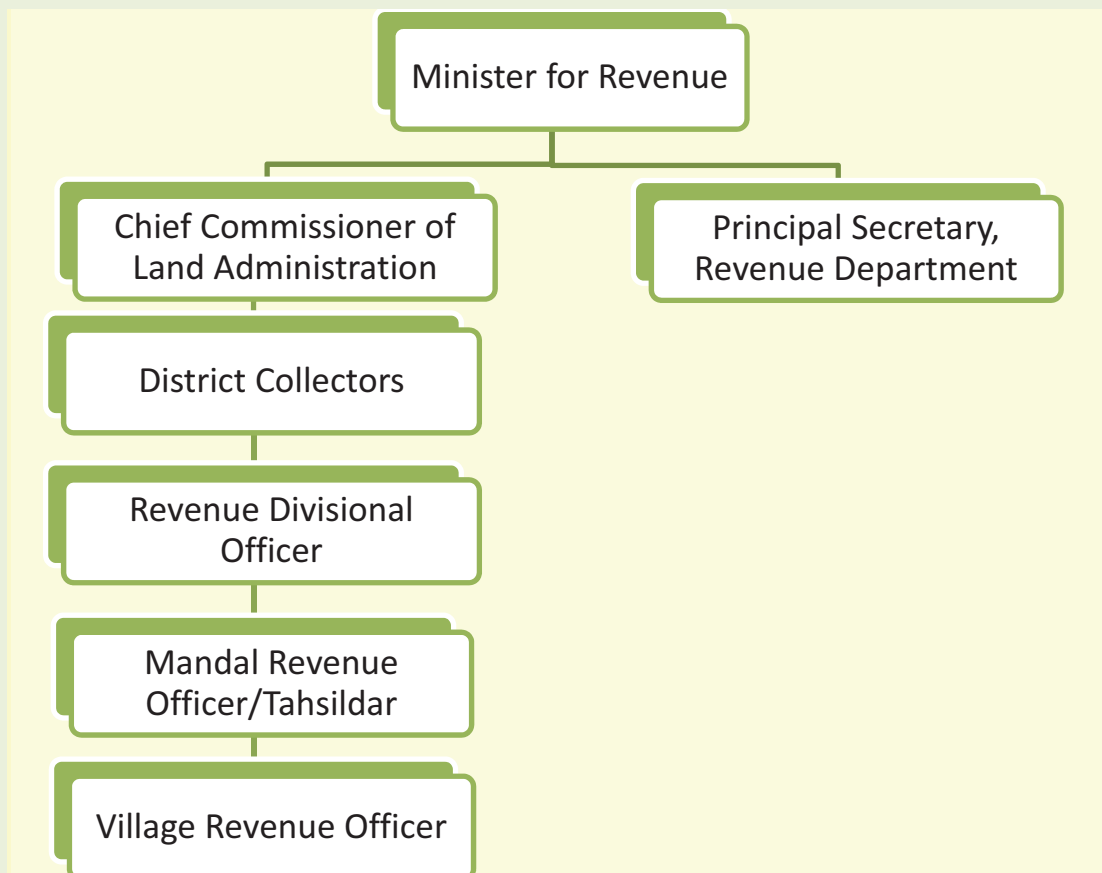 Minister for Revenue
Chief Commissioner of
Land Administration
Principal Secretary,
Revenue Department
District Collectors
Revenue Divisional
Officer
Mandal Revenue
Officer/Tahsildar
Village Revenue Officer